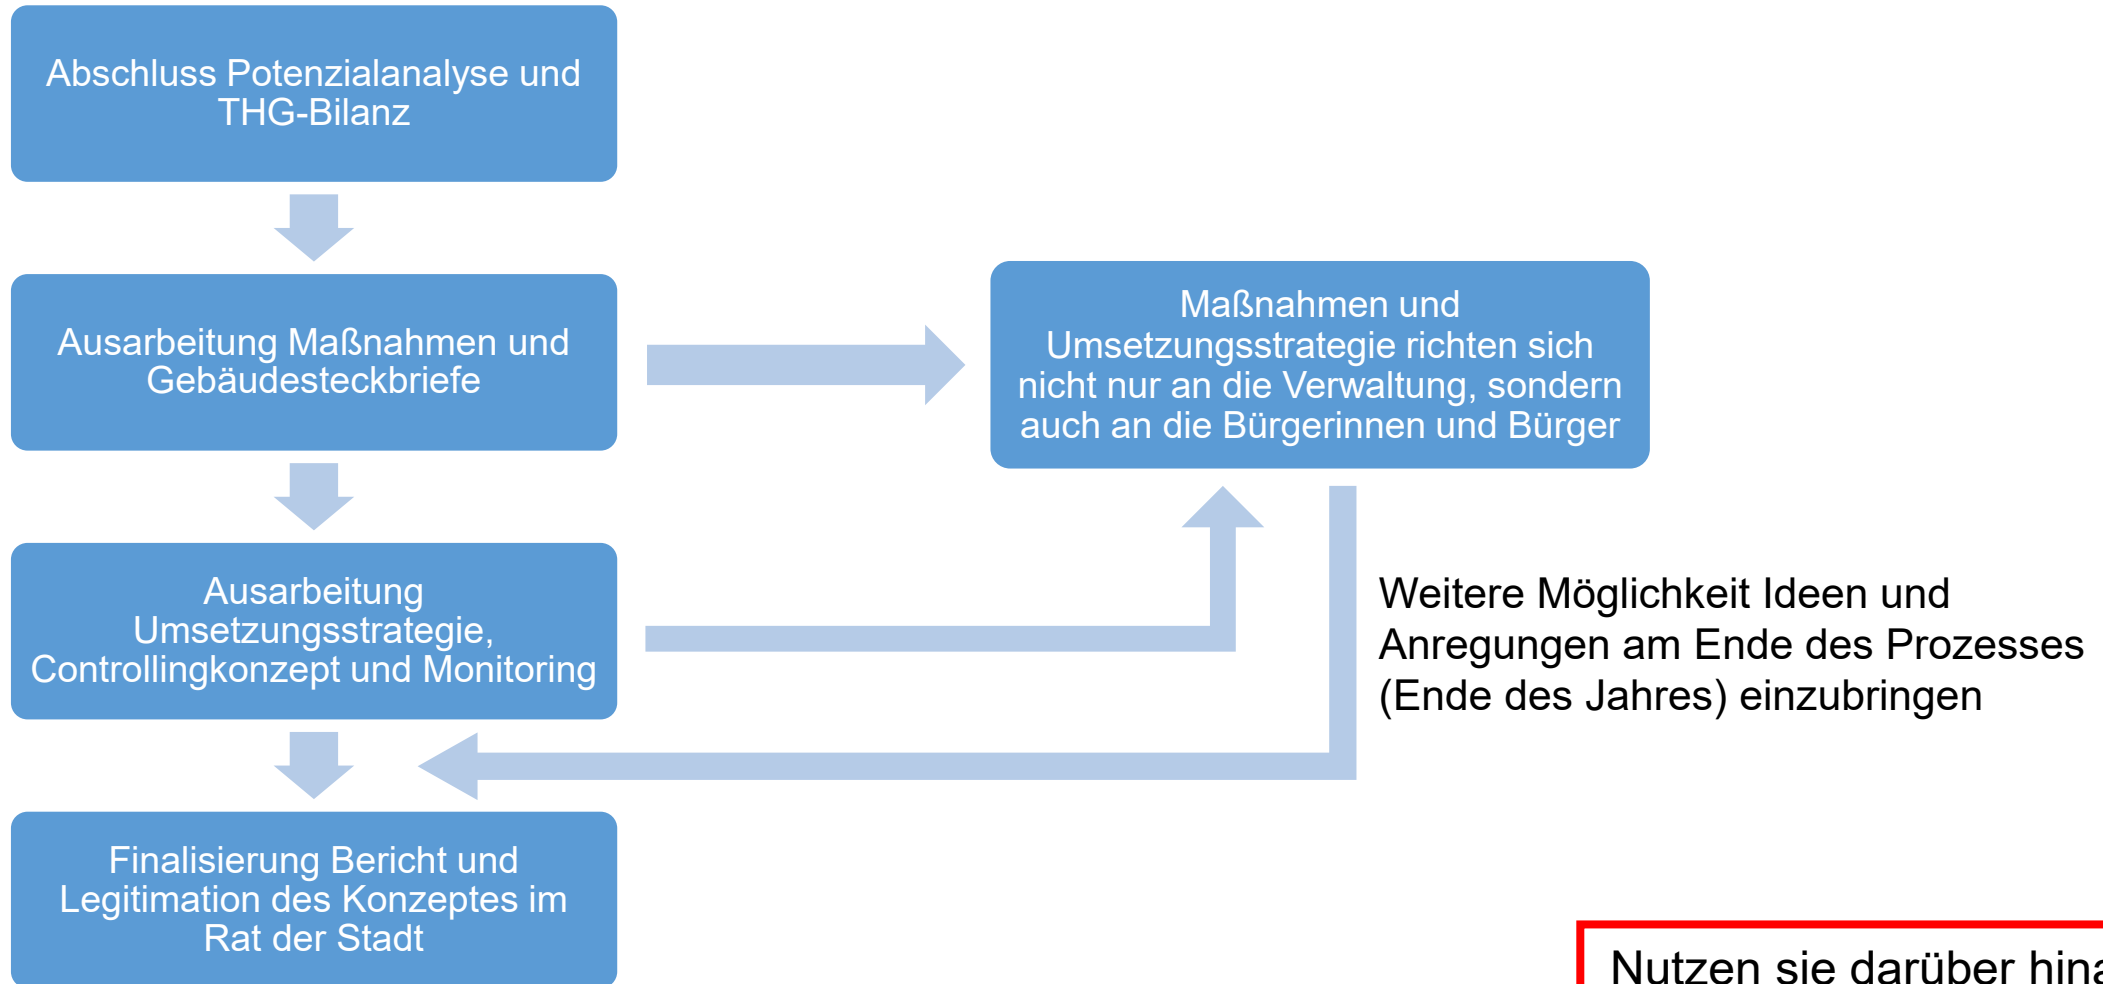 Abschluss Potenzialanalyse und
THG-Bilanz
Ausarbeitung Maßnahmen und
Gebäudesteckbriefe
Maßnahmen und
Umsetzungsstrategie richten sich
nicht nur an die Verwaltung, sondern
auch an die Bürgerinnen und Bürger
Ausarbeitung
Umsetzungsstrategie,
Controllingkonzept und Monitoring
Weitere Möglichkeit Ideen und
Anregungen am Ende des Prozesses
(Ende des Jahres) einzubringen
Finalisierung Bericht und
Legitimation des Konzeptes im
Rat der Stadt
Nutzen sie darüber